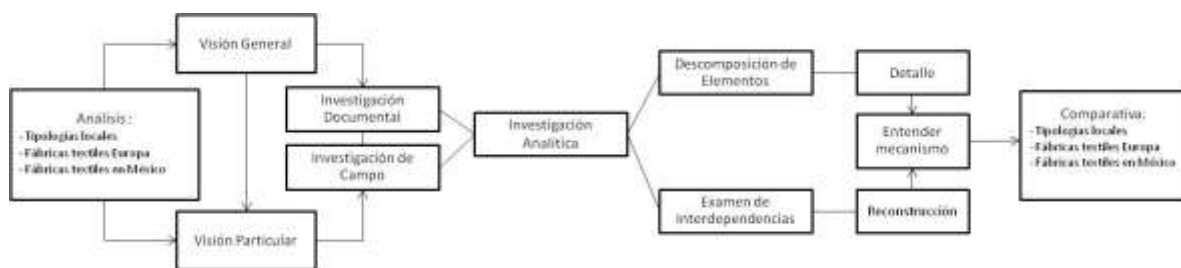 Análisis:
- Tipologías locales
- Fábricas textiles Europa
- Fábricas textiles en México
Visión General
Visión Particular
Investigación
Documental
Investigación de
Campo
Investigación
Analítica
Descomposición de
Elementos
Examen de
Interdependencias
Detalle
Entender
mecanismo
Reconstrucción
Comparativa:
- Tipologías locales
- Fábricas textiles Europa
- Fábricas textiles en México